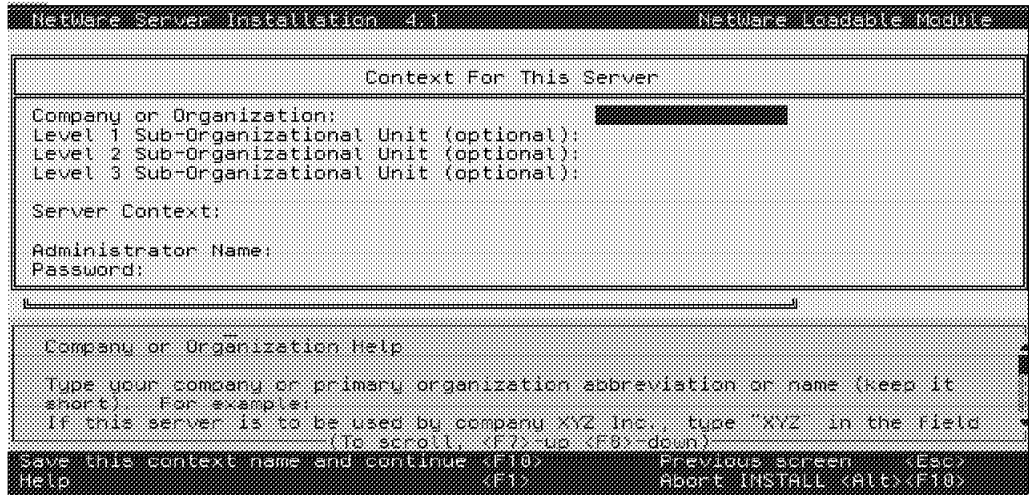 NetWare Server Installation 4.1 NetWare Loadable Module
Context For This Server
Company or Organization:
Level 1 Sub-Organizational Unit (optional):
Level 2 Sub-Organizational Unit (optional):
Level 3 Sub-Organizational Unit (optional):
Server Context:
Administrator Name:
Password:
Company or Organization Help
Type your company or primary organization abbreviation or name (keep it
short). For example:
If this server is to be used by company XYZ Inc., type "XYZ" in the field
(To scroll, <F7>-up <F8>-down)
Save this context name and continue <F10> Previous screen <Esc>
Help <F1> Abort INSTALL <Alt><F10>